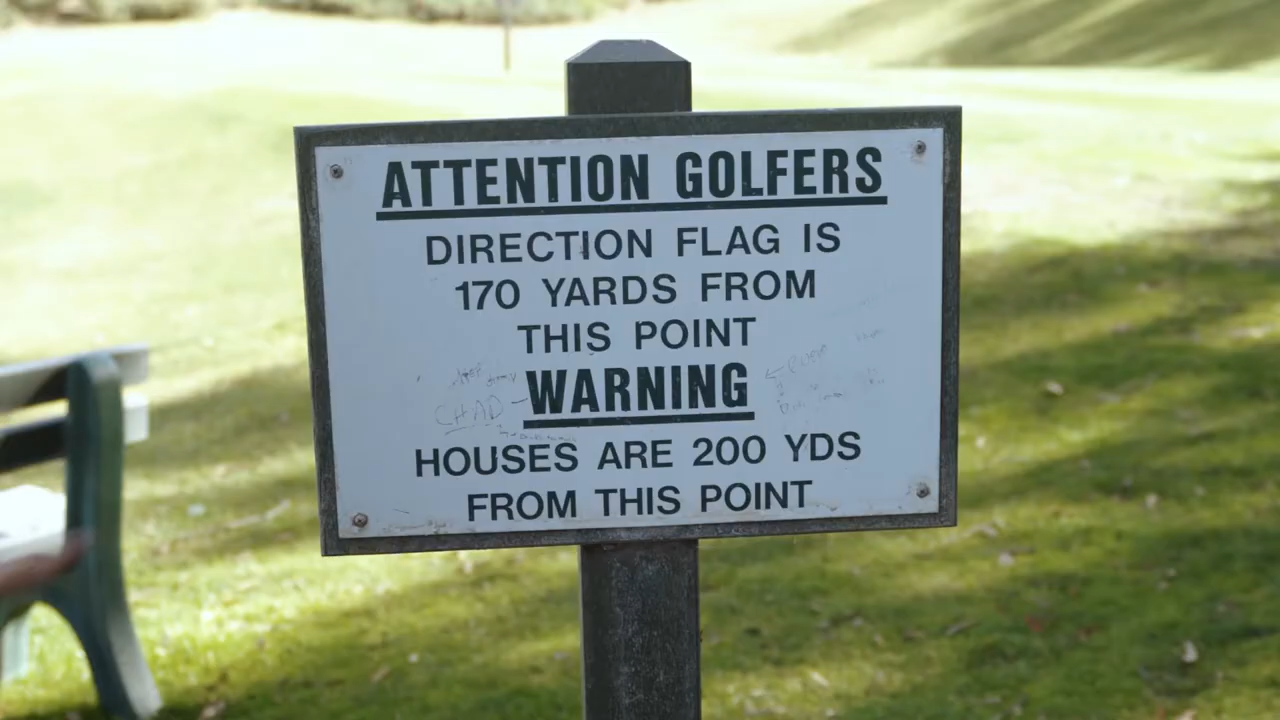 ATTENTION GOLFERS
DIRECTION FLAG IS
170 YARDS FROM
THIS POINT
WARNING
CHAD
HOUSES ARE 200 YDS
FROM THIS POINT